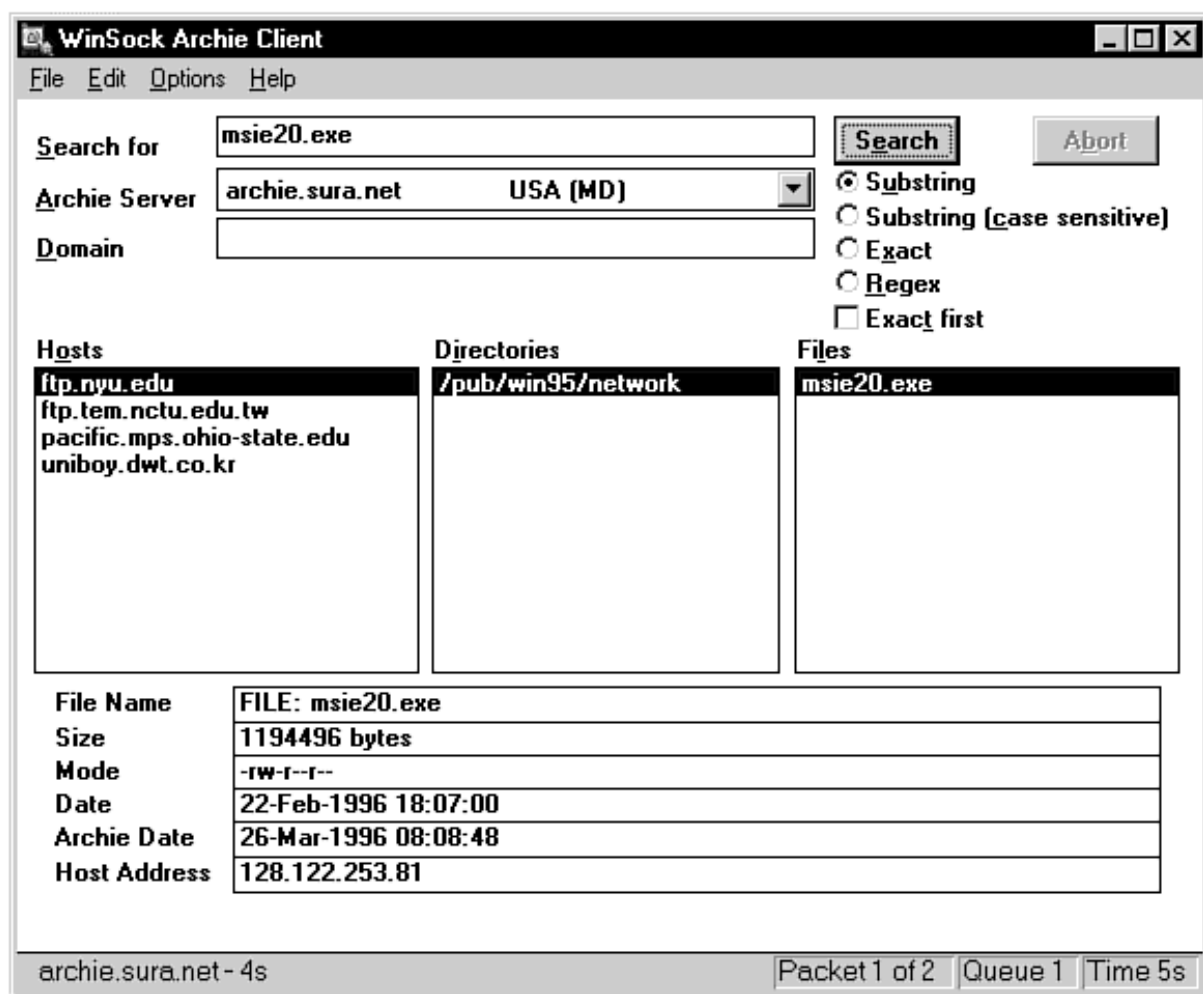 WinSock Archie Client
File Edit Options Help
Search for msie20.exe Search Abort
Archie Server archie.sura.net USA (MD)
Domain
Substring
Substring (case sensitive)
Exact
Regex
Exact first
Hosts Directories Files
ftp.nyu.edu /pub/win95/network msie20.exe
ftp.tem.nctu.edu.tw
pacific.mps.ohio-state.edu
uniboy.dwt.co.kr
File Name FILE: msie20.exe
Size 1194496 bytes
Mode -rw-r--r--
Date 22-Feb-1996 18:07:00
Archie Date 26-Mar-1996 08:08:48
Host Address 128.122.253.81
archie.sura.net - 4s Packet 1 of 2 Queue 1 Time 5s